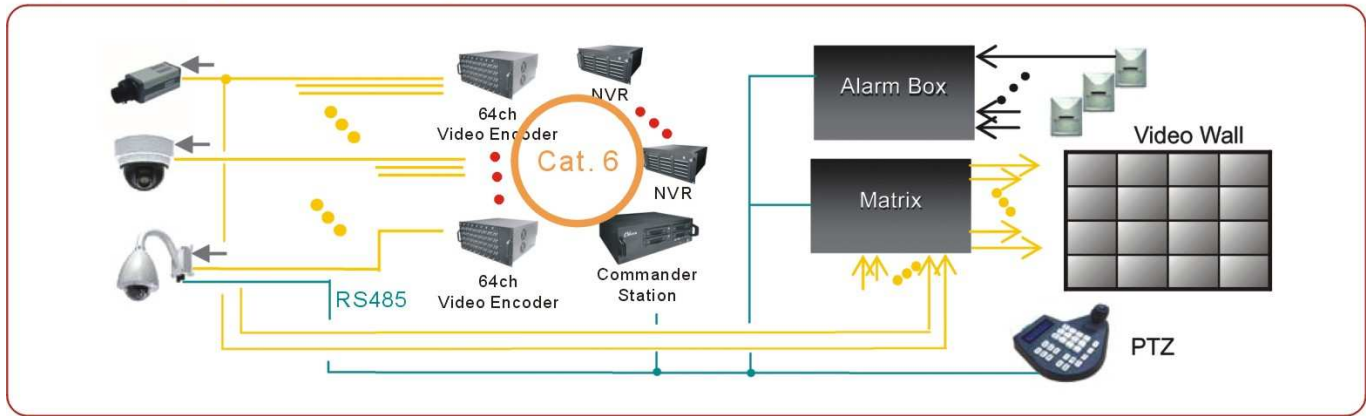 64ch
Video Encoder
NVR
Cat. 6
NVR
64ch
Video Encoder
Commander
Station
RS485
Alarm Box
Matrix
Video Wall
PTZ